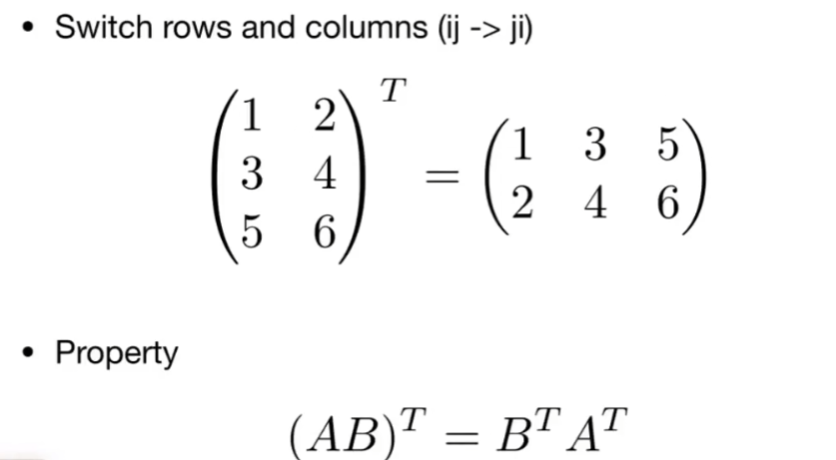 • Switch rows and columns (ij -> ji)
(1 2
3 4
5 6)^T = (1 3 5
2 4 6)
• Property
(AB)^T = B^T A^T